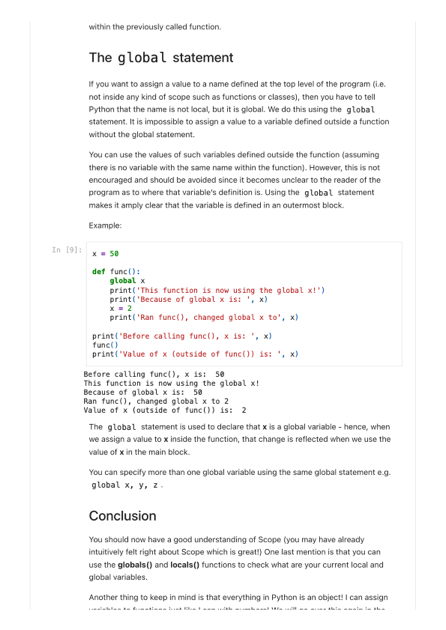 within the previously called function.
The global statement
If you want to assign a value to a name defined at the top level of the program (i.e.
not inside any kind of scope such as functions or classes), then you have to tell
Python that the name is not local, but it is global. We do this using the global
statement. It is impossible to assign a value to a variable defined outside a function
without the global statement.
You can use the values of such variables defined outside the function (assuming
there is no variable with the same name within the function). However, this is not
encouraged and should be avoided since it becomes unclear to the reader of the
program as to where that variable's definition is. Using the global statement
makes it amply clear that the variable is defined in an outermost block.
Example:
In [9]:
x = 50
def func():
    global x
    print('This function is now using the global x!')
    print('Because of global x is: ', x)
    x = 2
    print('Ran func(), changed global x to', x)
print('Before calling func(), x is: ', x)
func()
print('Value of x (outside of func()) is: ', x)
Before calling func(), x is:  50
This function is now using the global x!
Because of global x is:  50
Ran func(), changed global x to 2
Value of x (outside of func()) is:  2
The global statement is used to declare that x is a global variable - hence, when
we assign a value to x inside the function, that change is reflected when we use the
value of x in the main block.
You can specify more than one global variable using the same global statement e.g.
global x, y, z .
Conclusion
You should now have a good understanding of Scope (you may have already
intuitively felt right about Scope which is great!) One last mention is that you can
use the globals() and locals() functions to check what are your current local and
global variables.
Another thing to keep in mind is that everything in Python is an object! I can assign
variables to functions just like I can with numbers! We will go over this again in the